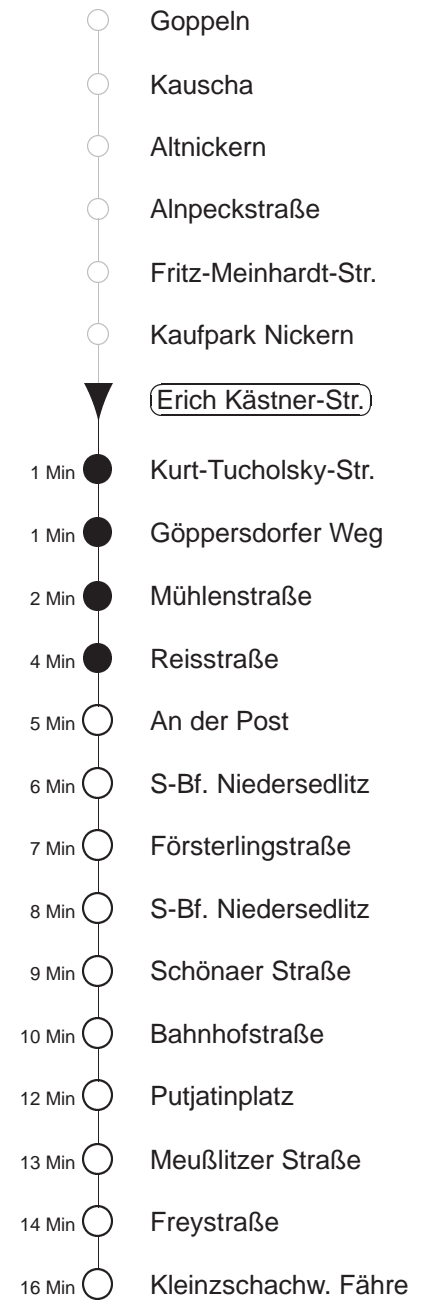 Goppeln
Kauscha
Altnickern
Alnpeckstraße
Fritz-Meinhardt-Str.
Kaufpark Nickern
Erich Kästner-Str.
1 Min Kurt-Tucholsky-Str.
1 Min Göppersdorfer Weg
2 Min Mühlenstraße
4 Min Reisstraße
5 Min An der Post
6 Min S-Bf. Niedersedlitz
7 Min Försterlingstraße
8 Min S-Bf. Niedersedlitz
9 Min Schönaer Straße
10 Min Bahnhofstraße
12 Min Putjatinplatz
13 Min Meußlitzer Straße
14 Min Freystraße
16 Min Kleinzschachw. Fähre